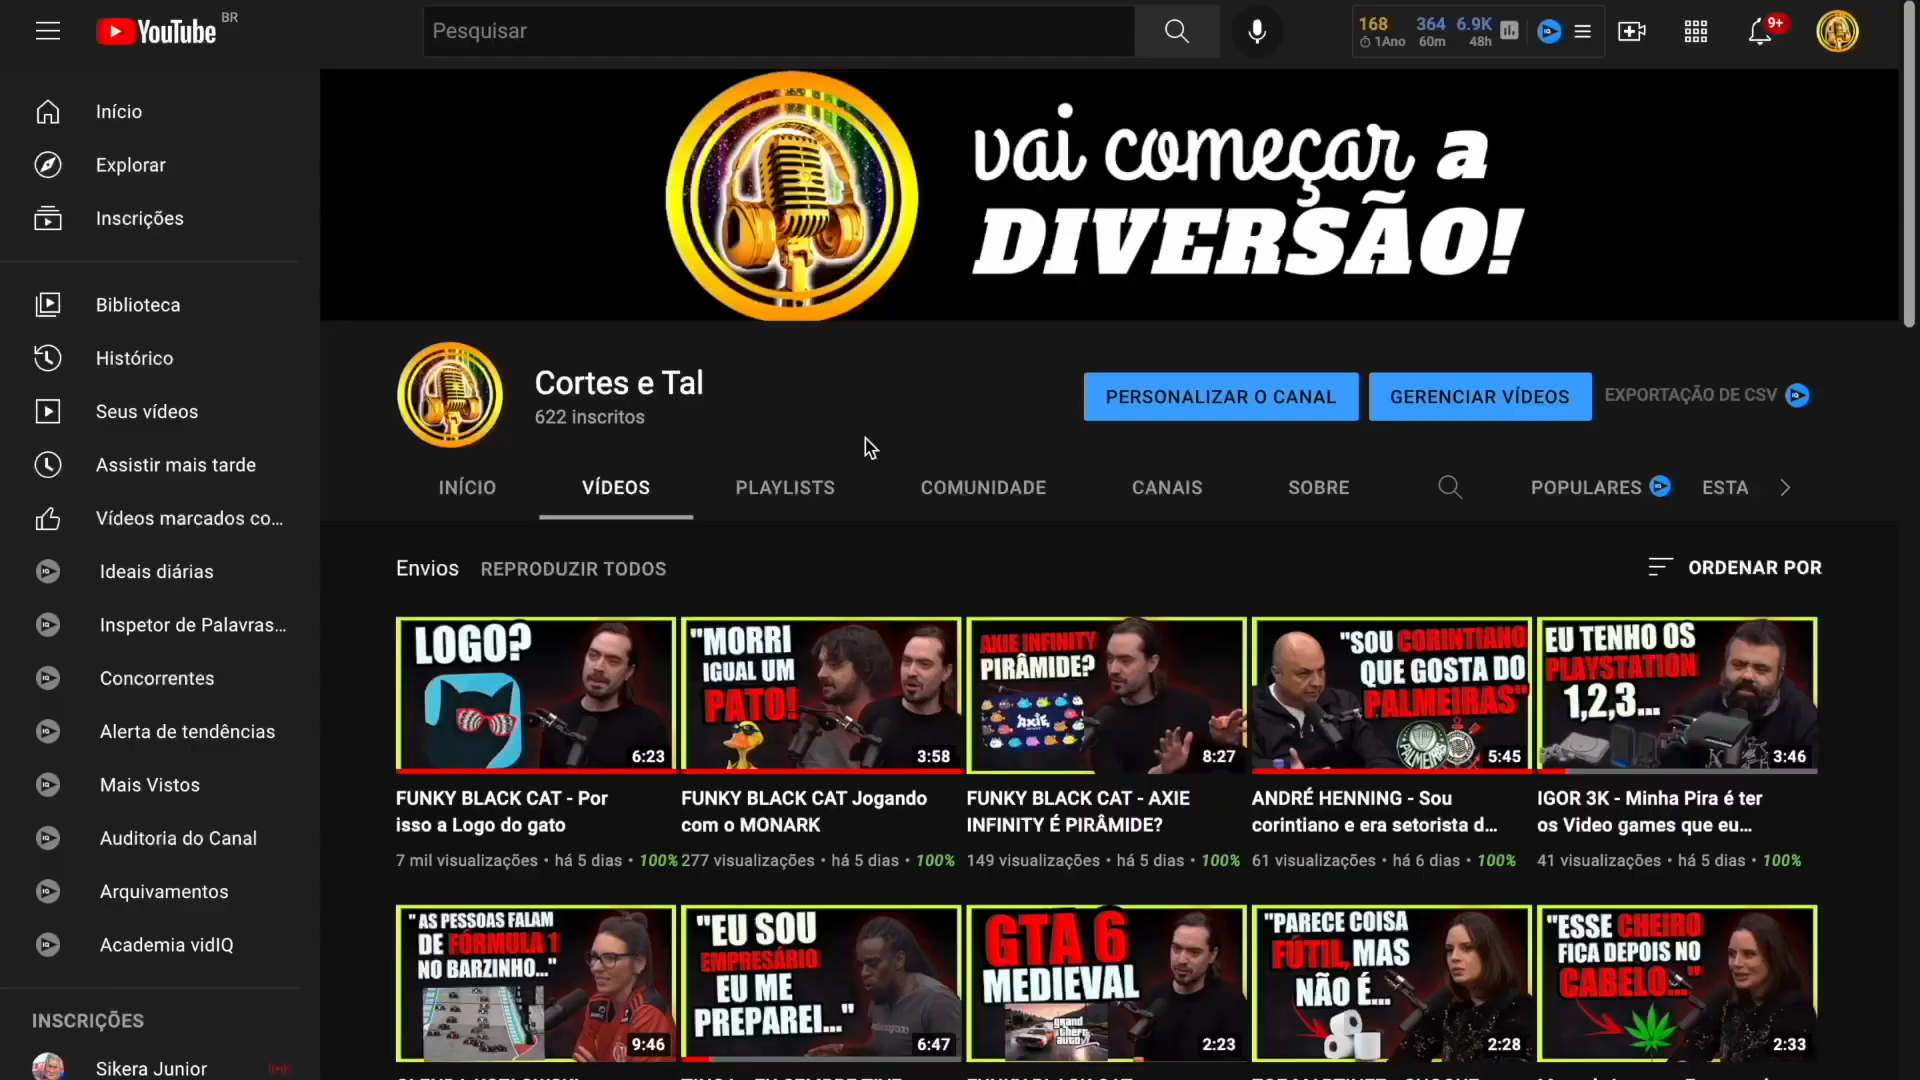 YouTube BR
Pesquisar
168 364 6.9K
1Ano 60m 48h
9+
Início
Explorar
Inscrições
Biblioteca
Histórico
Seus vídeos
Assistir mais tarde
Vídeos marcados co...
Ideais diárias
Inspetor de Palavras...
Concorrentes
Alerta de tendências
Mais Vistos
Auditoria do Canal
Arquivamentos
Academia vidIQ
INSCRIÇÕES
Sikera Junior
vai começar a
DIVERSÃO!
Cortes e Tal
622 inscritos
PERSONALIZAR O CANAL
GERENCIAR VÍDEOS
EXPORTAÇÃO DE CSV
INÍCIO VÍDEOS PLAYLISTS COMUNIDADE CANAIS SOBRE POPULARES ESTA
Envios REPRODUZIR TODOS
ORDENAR POR
LOGO?
6:23
"MORRI
IGUAL UM
PATO!
3:58
AXIE INFINITY
PIRÂMIDE?
AXIE
8:27
"SOU CORINTIANO
QUE GOSTA DO
PALMEIRAS"
5:45
EU TENHO OS
PLAYSTATION
1,2,3...
3:46
FUNKY BLACK CAT - Por
isso a Logo do gato
7 mil visualizações • há 5 dias • 100%
FUNKY BLACK CAT Jogando
com o MONARK
277 visualizações • há 5 dias • 100%
FUNKY BLACK CAT - AXIE
INFINITY É PIRÂMIDE?
149 visualizações • há 5 dias • 100%
ANDRÉ HENNING - Sou
corintiano e era setorista d...
61 visualizações • há 6 dias • 100%
IGOR 3K - Minha Pira é ter
os Video games que eu...
41 visualizações • há 5 dias • 100%
"AS PESSOAS FALAM
DE FÓRMULA 1
NO BARZINHO..."
9:46
"EU SOU
EMPRESÁRIO
EU ME
PREPAREI..."
6:47
GTA 6
MEDIEVAL
grand
theft
auto
2:23
"PARECE COISA
FÚTIL, MAS
NÃO É...
2:28
"ESSE CHEIRO
FICA DEPOIS NO
CABELO..."
2:33